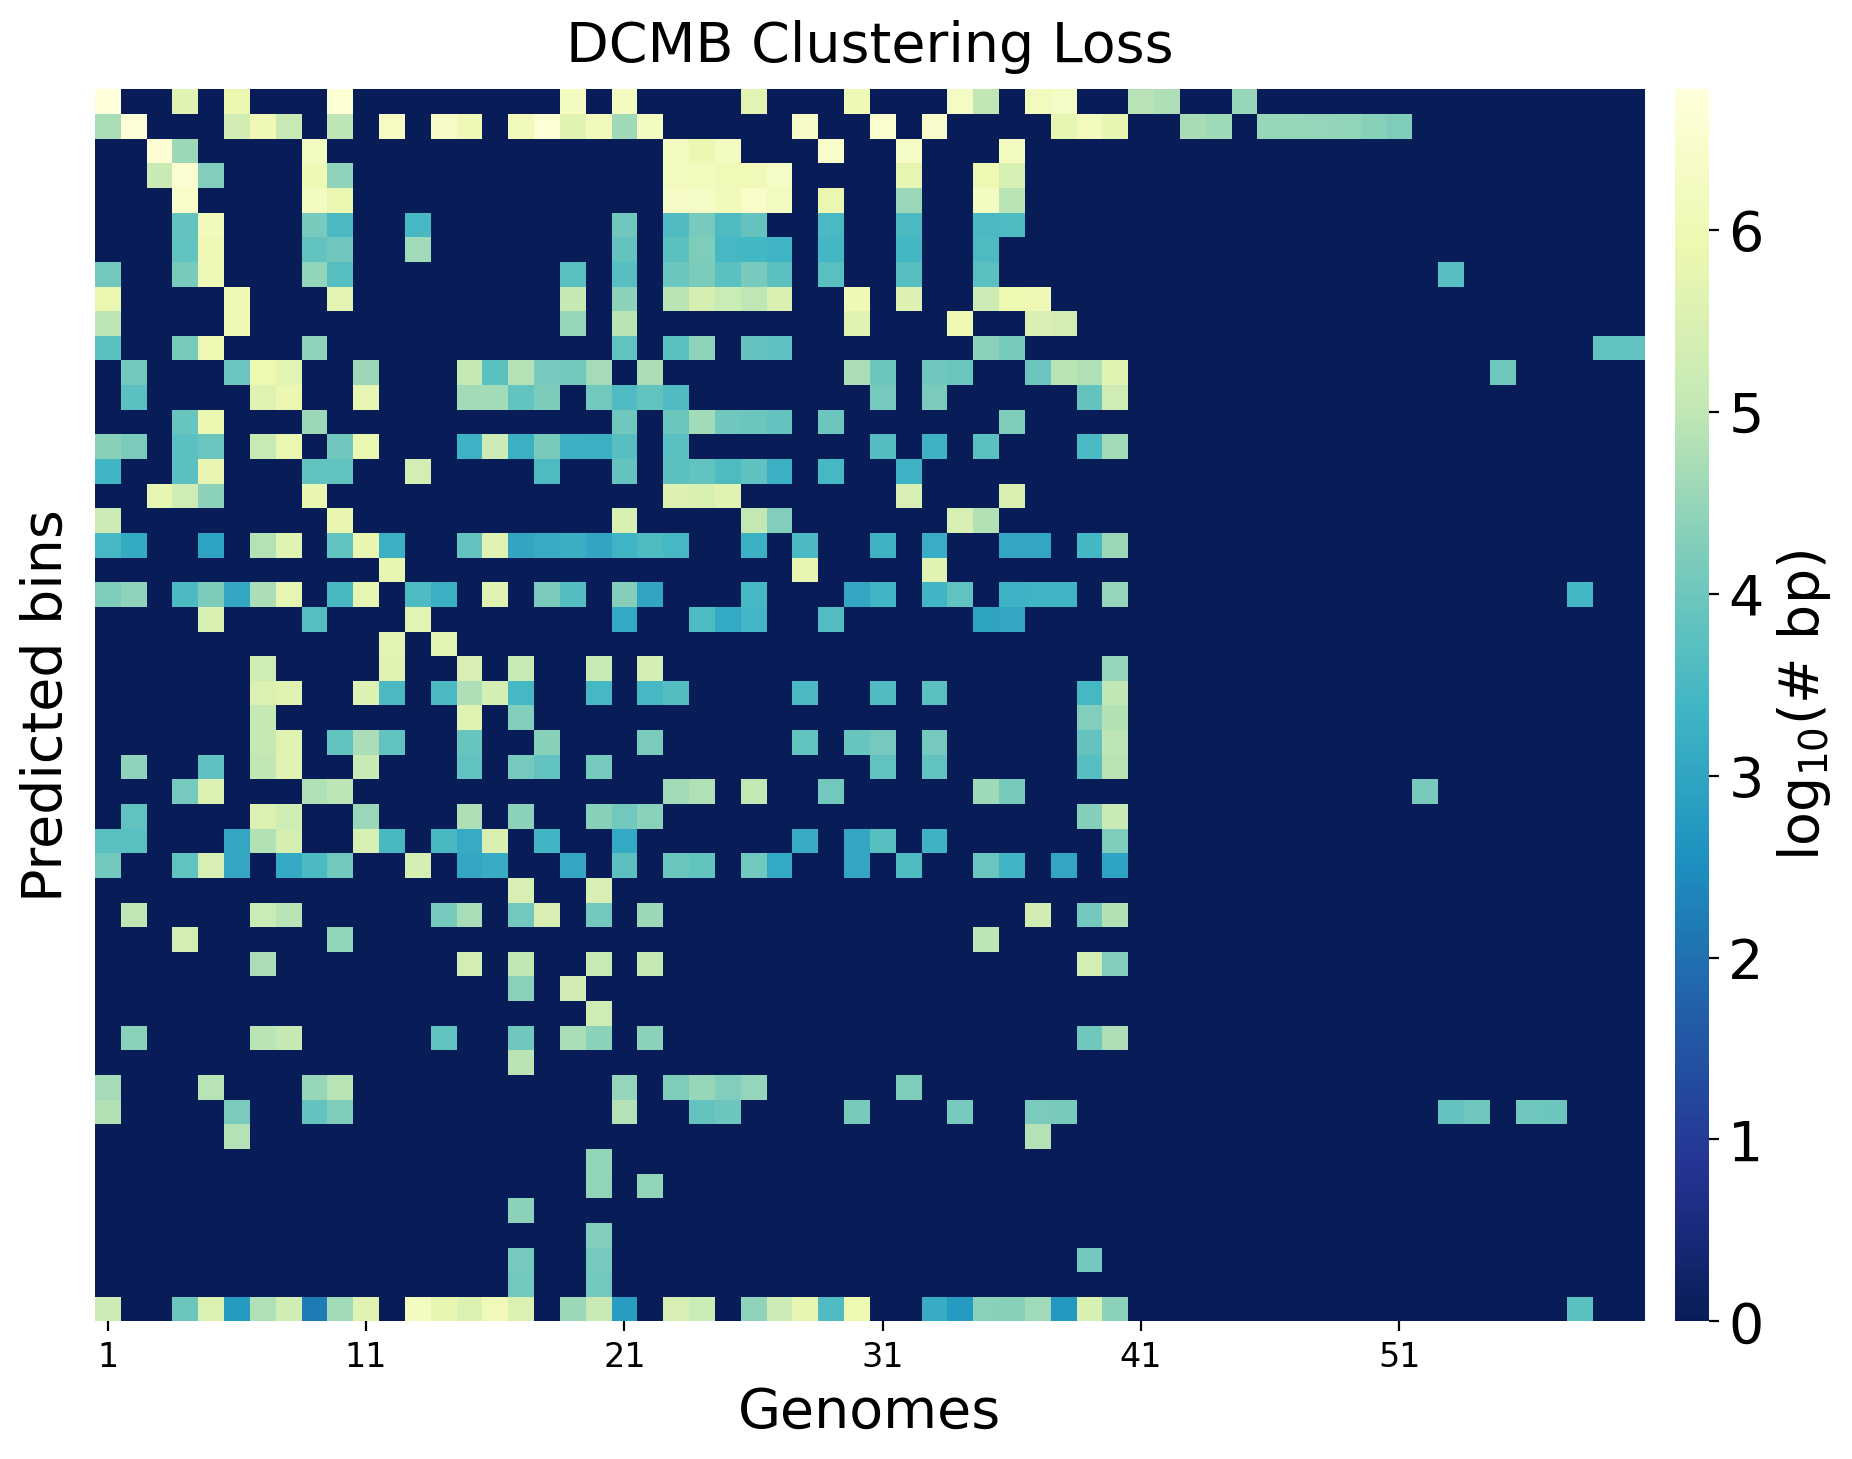 DCMB Clustering Loss
Predicted bins
6
5
4
3
2
1
0
log₁₀(# bp)
1 11 21 31 41 51
Genomes